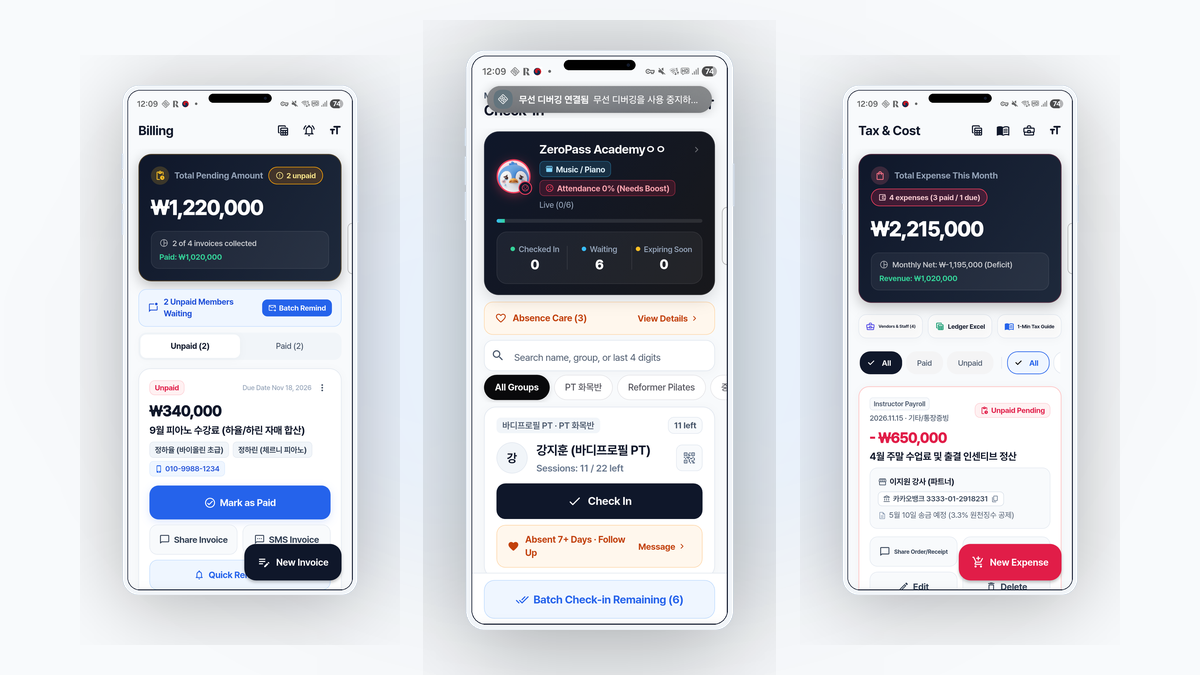 12:09
74
Billing
Total Pending Amount
2 unpaid
₩1,220,000
2 of 4 invoices collected
Paid: ₩1,020,000
2 Unpaid Members
Waiting
Batch Remind
Unpaid (2)
Paid (2)
Unpaid
Due Date Nov 18, 2026
₩340,000
9월 피아노 수강료 (하율/하린 자매 합산)
정하율 (바이올린 초급)
정하린 (체르니 피아노)
010-9988-1234
Mark as Paid
Share Invoice
SMS Invoice
Quick Re
New Invoice
12:09
74
무선 디버깅 연결됨 무선 디버깅을 사용 중지하...
Check-in
ZeroPass Academyㅇㅇ
Music / Piano
Attendance 0% (Needs Boost)
Live (0/6)
Checked In
Waiting
Expiring Soon
0
6
0
Absence Care (3)
View Details
Search name, group, or last 4 digits
All Groups
PT 화목반
Reformer Pilates
바디프로필 PT · PT 화목반
11 left
강
강지훈 (바디프로필 PT)
Sessions: 11 / 22 left
Check In
Absent 7+ Days · Follow
Up
Message
Batch Check-in Remaining (6)
12:09
74
Tax & Cost
Total Expense This Month
4 expenses (3 paid / 1 due)
₩2,215,000
Monthly Net: ₩-1,195,000 (Deficit)
Revenue: ₩1,020,000
Vendors & Staff (4)
Ledger Excel
1-Min Tax Guide
All
Paid
Unpaid
All
Instructor Payroll
2026.11.15 · 기타/통장증빙
Unpaid Pending
- ₩650,000
4월 주말 수업료 및 출결 인센티브 정산
이지원 강사 (파트너)
카카오뱅크 3333-01-2918231
5월 10일 송금 예정 (3.3% 원천징수 공제)
Share Order/Receipt
New Expense
Edit
Delete